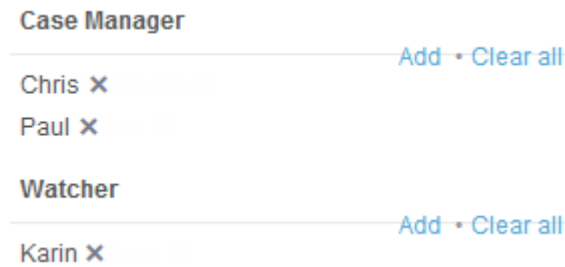 Case Manager
Add • Clear all
Chris ×
Paul ×
Watcher
Add • Clear all
Karin ×